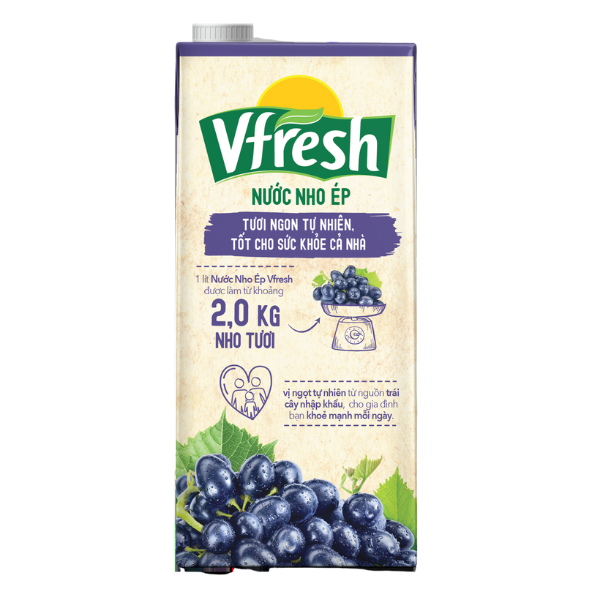 Vfresh
NƯỚC NHO ÉP
TƯƠI NGON TỰ NHIÊN,
TỐT CHO SỨC KHỎE CẢ NHÀ
1 lít Nước Nho Ép Vfresh
được làm từ khoảng
2,0 KG
NHO TƯƠI
vị ngọt tự nhiên từ nguồn trái
cây nhập khẩu, cho gia đình
bạn khoẻ mạnh mỗi ngày.